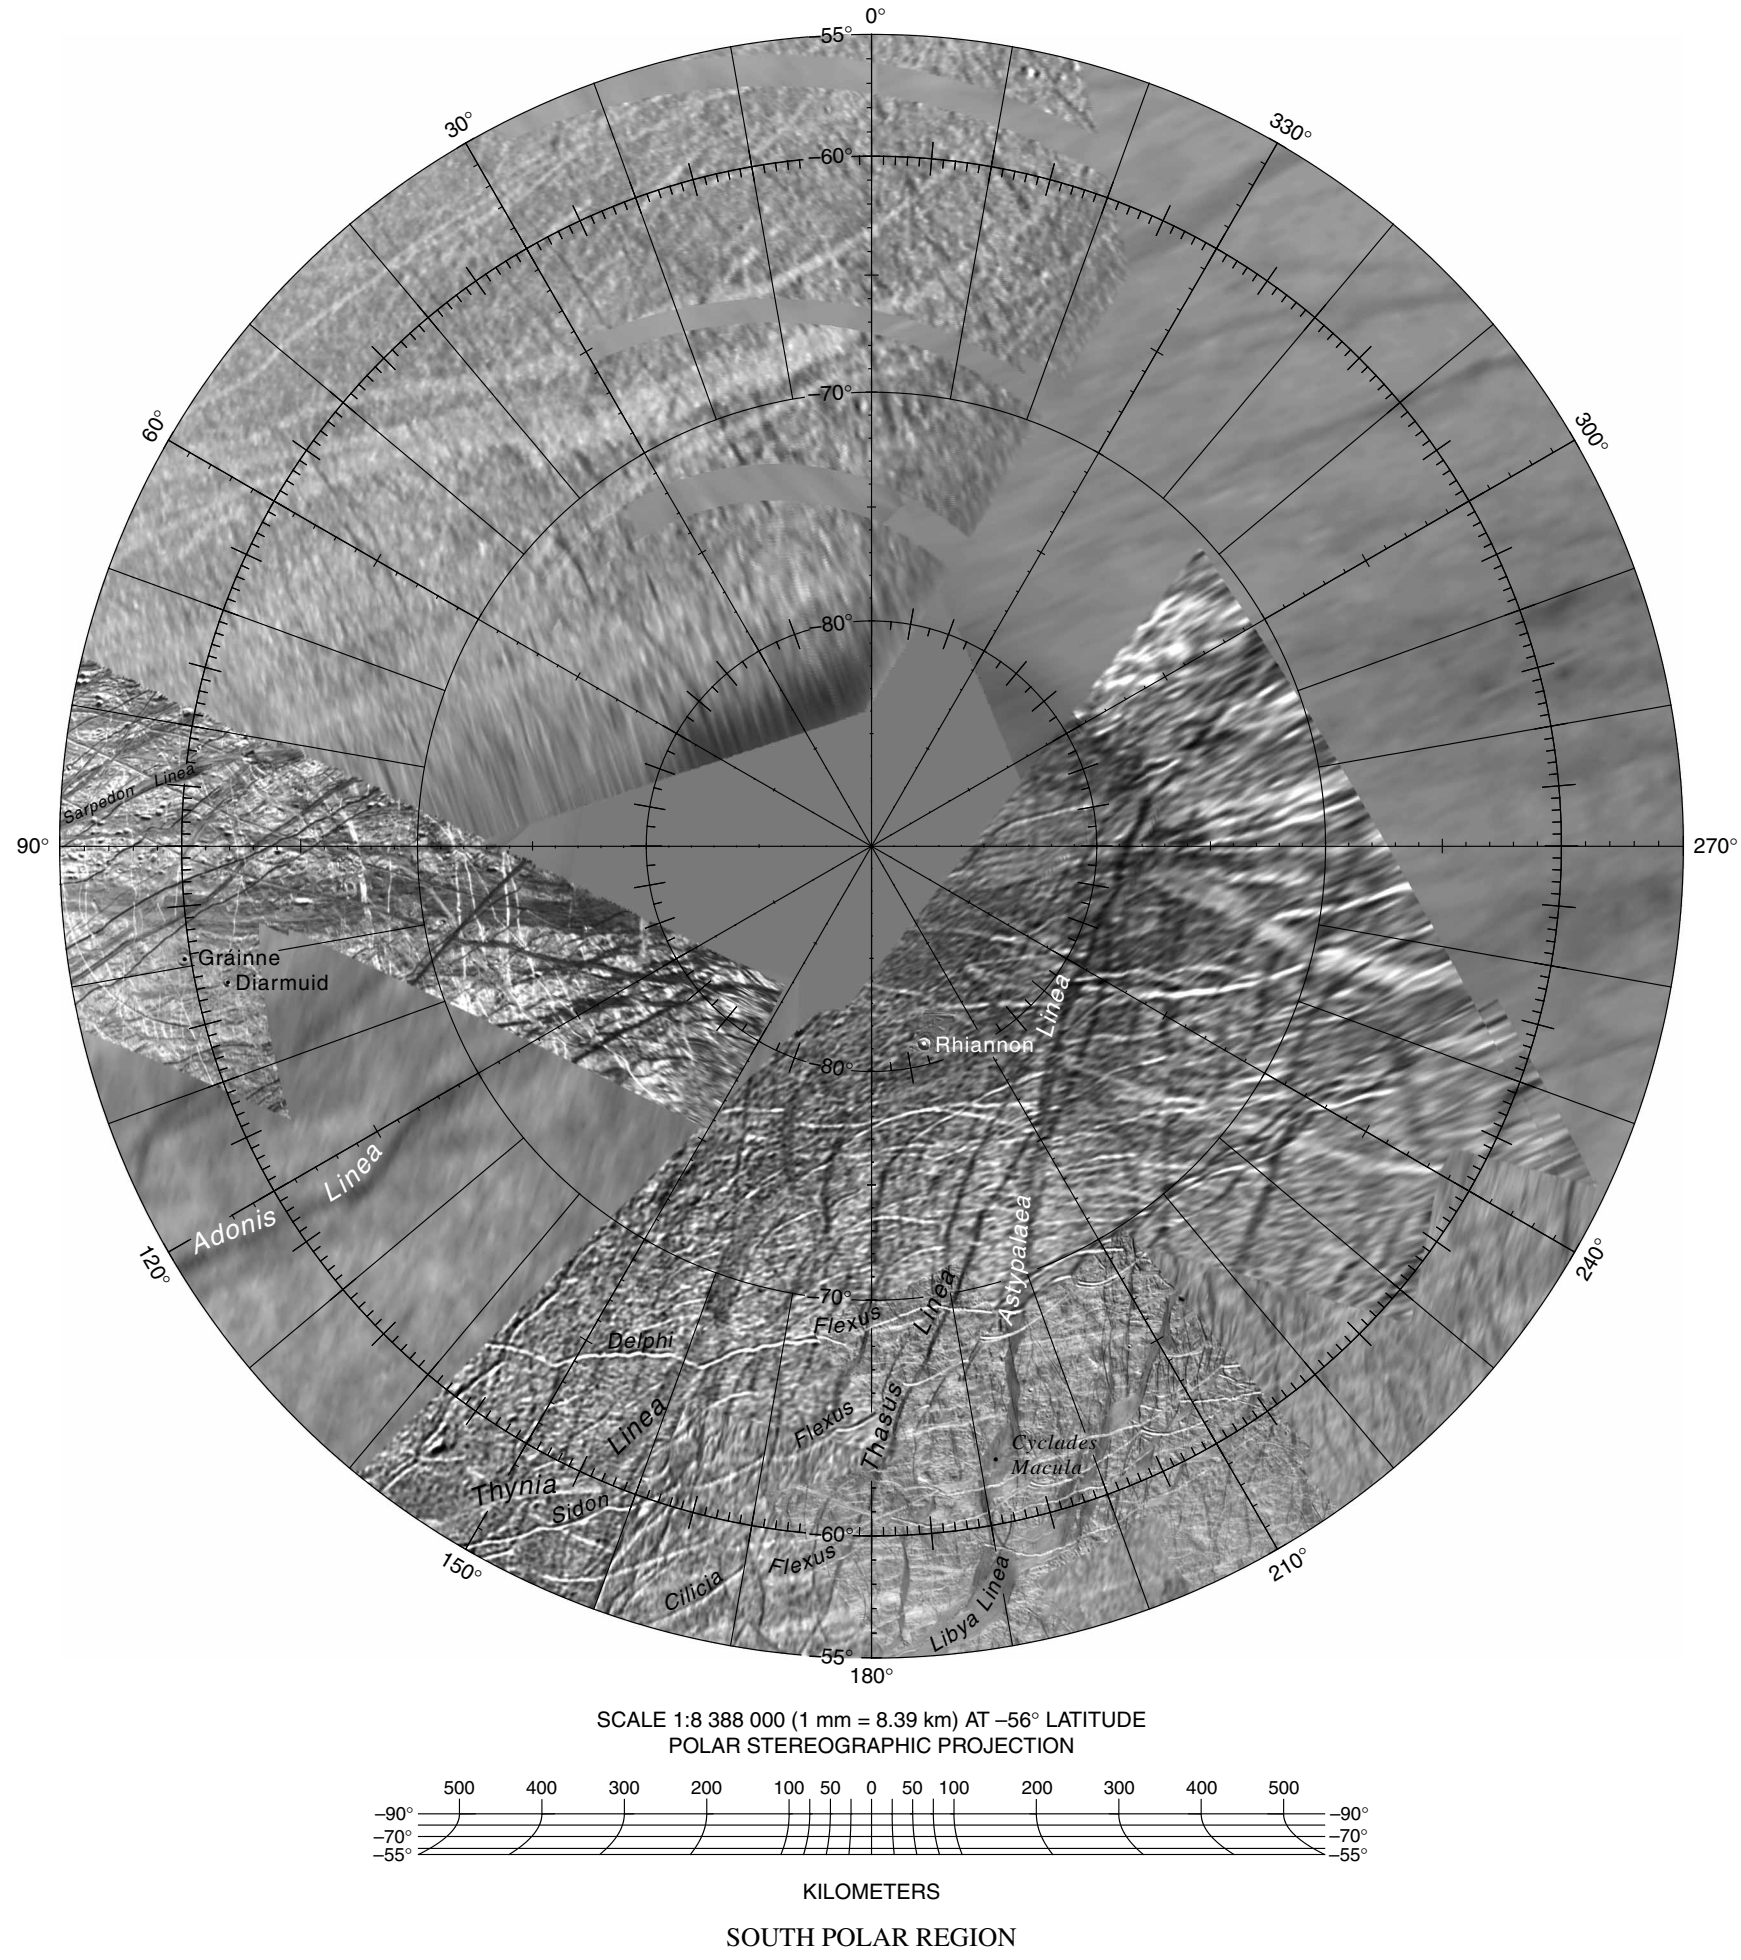 0°
–55°
30°
330°
–60°
–70°
60°
300°
–80°
Sarpedon Linea
90°
270°
Gráinne
Diarmuid
Linea
Rhiannon
–80°
Adonis Linea
120°
240°
Astypalaea
–70°
Flexus
Linea
Delphi
Linea
Flexus
Thasus
Cyclades
Macula
Thynia
Sidon
–60°
Flexus
Cilicia
Libya Linea
150°
210°
–55°
180°
SCALE 1:8 388 000 (1 mm = 8.39 km) AT –56° LATITUDE
POLAR STEREOGRAPHIC PROJECTION
500 400 300 200 100 50 0 50 100 200 300 400 500
–90° –90°
–70° –70°
–55° –55°
KILOMETERS
SOUTH POLAR REGION